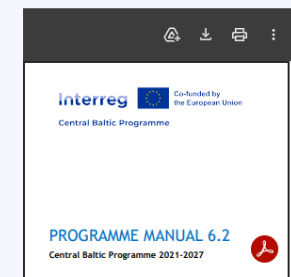 Interreg
Co-funded by
the European Union
Central Baltic Programme
PROGRAMME MANUAL 6.2
Central Baltic Programme 2021-2027